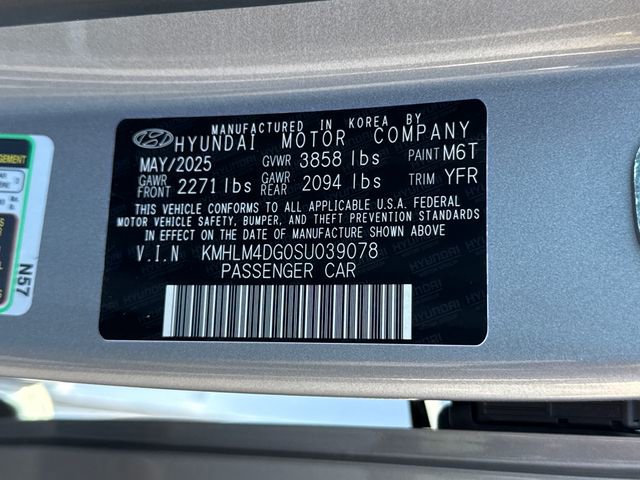 MANUFACTURED IN KOREA BY
HYUNDAI MOTOR COMPANY
MAY/2025 GVWR 3858 lbs PAINT M6T
GAWR FRONT 2271 lbs GAWR REAR 2094 lbs TRIM YFR
THIS VEHICLE CONFORMS TO ALL APPLICABLE U.S.A. FEDERAL
MOTOR VEHICLE SAFETY, BUMPER, AND THEFT PREVENTION STANDARDS
IN EFFECT ON THE DATE OF MANUFACTURE SHOWN ABOVE
V.I.N KMHLM4DG0SU039078
PASSENGER CAR
N57